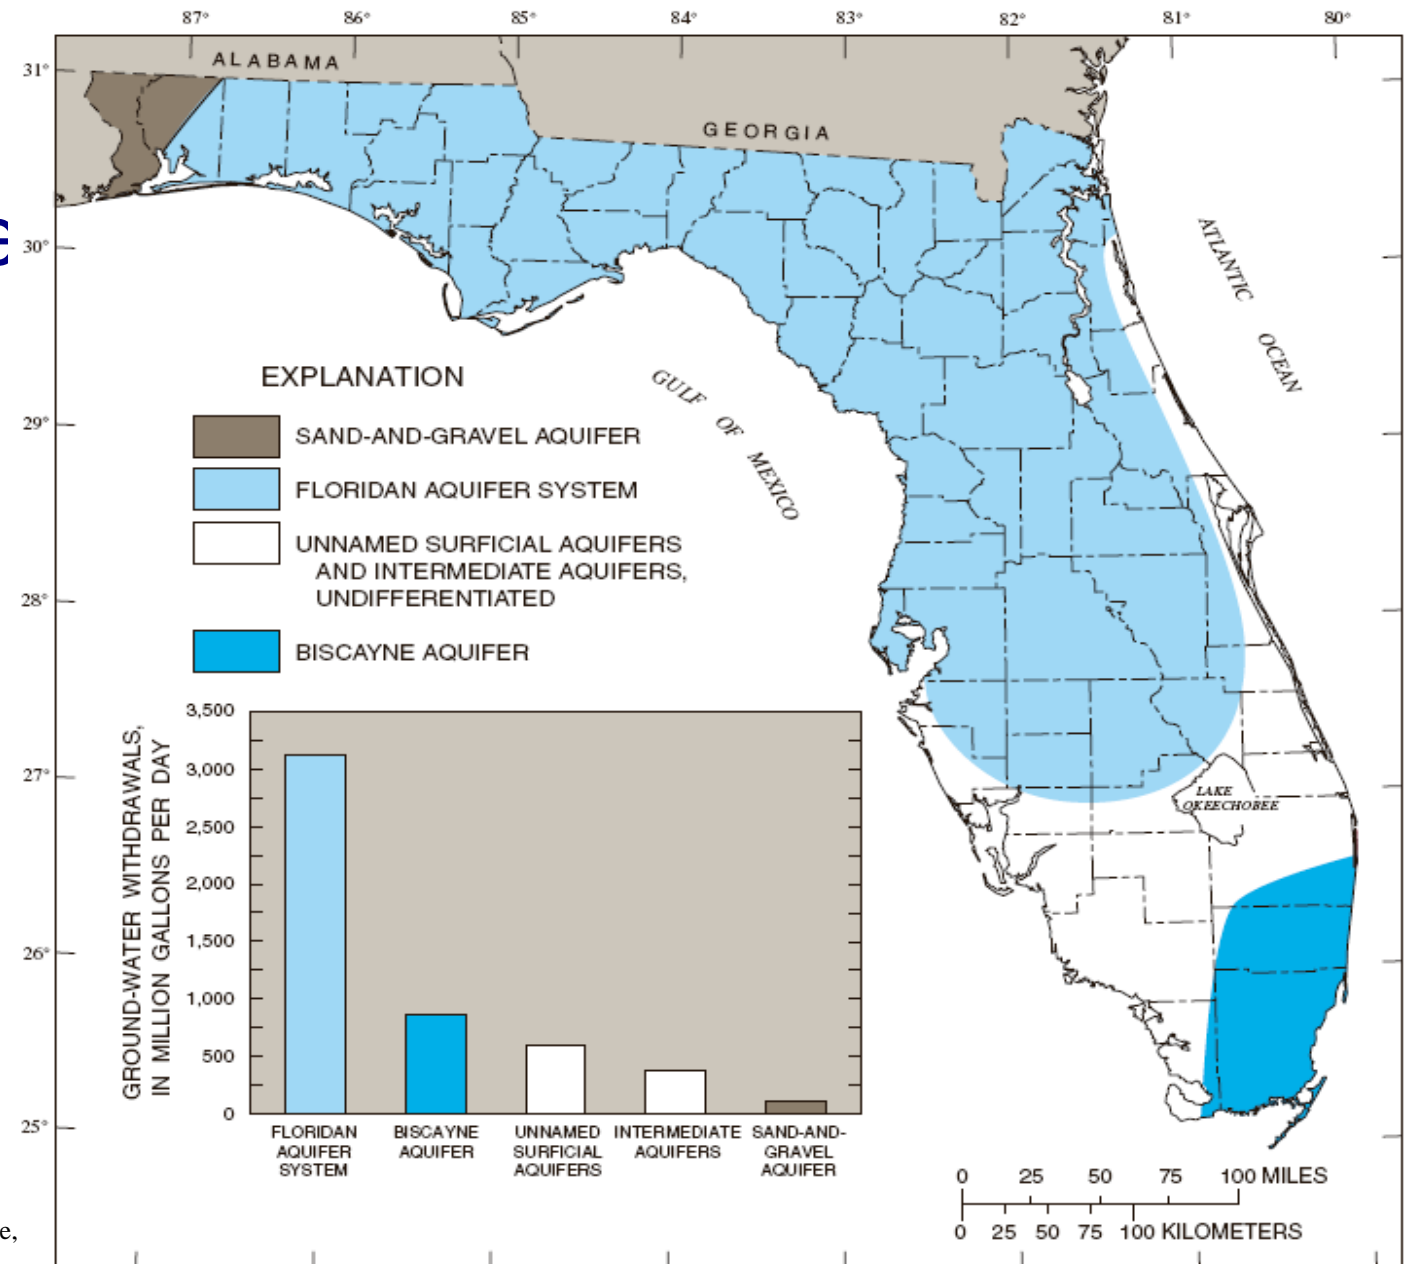 87° 86° 85° 84° 83° 82° 81° 80°
31°
30°
29°
28°
27°
26°
25°
ALABAMA
GEORGIA
ATLANTIC
OCEAN
GULF OF MEXICO
LAKE
OKEECHOBEE
EXPLANATION
SAND-AND-GRAVEL AQUIFER
FLORIDAN AQUIFER SYSTEM
UNNAMED SURFICIAL AQUIFERS
AND INTERMEDIATE AQUIFERS,
UNDIFFERENTIATED
BISCAYNE AQUIFER
GROUND-WATER WITHDRAWALS,
IN MILLION GALLONS PER DAY
3,500
3,000
2,500
2,000
1,500
1,000
500
0
FLORIDAN
AQUIFER
SYSTEM
BISCAYNE
AQUIFER
UNNAMED
SURFICIAL
AQUIFERS
INTERMEDIATE
AQUIFERS
SAND-AND-
GRAVEL
AQUIFER
0 25 50 75 100 MILES
0 25 50 75 100 KILOMETERS
e,